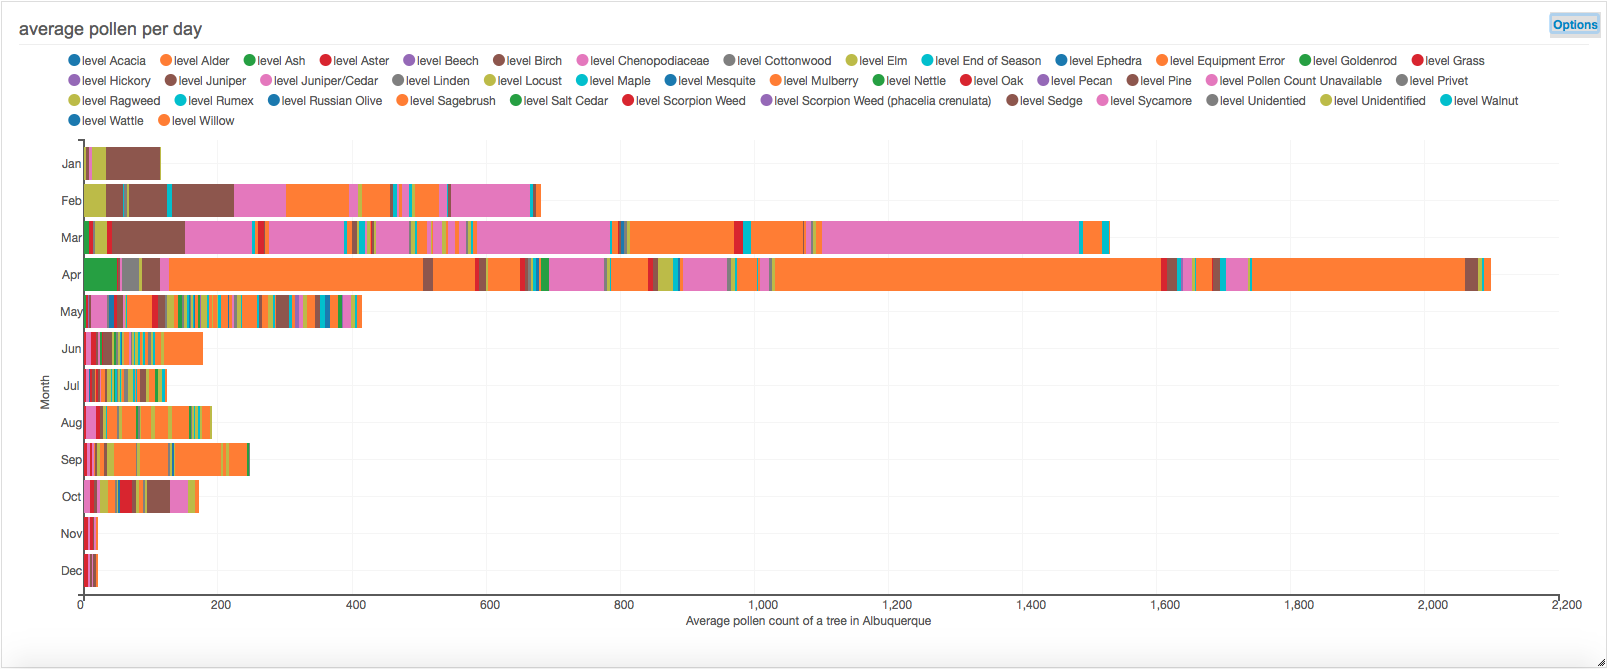 average pollen per day
Options
level Acacia level Alder level Ash level Aster level Beech level Birch level Chenopodiaceae level Cottonwood level Elm level End of Season level Ephedra level Equipment Error level Goldenrod level Grass
level Hickory level Juniper level Juniper/Cedar level Linden level Locust level Maple level Mesquite level Mulberry level Nettle level Oak level Pecan level Pine level Pollen Count Unavailable level Privet
level Ragweed level Rumex level Russian Olive level Sagebrush level Salt Cedar level Scorpion Weed level Scorpion Weed (phacelia crenulata) level Sedge level Sycamore level Unidentied level Unidentified level Walnut
level Wattle level Willow
Jan
Feb
Mar
Apr
May
Jun
Jul
Aug
Sep
Oct
Nov
Dec
Month
0 200 400 600 800 1,000 1,200 1,400 1,600 1,800 2,000 2,200
Average pollen count of a tree in Albuquerque